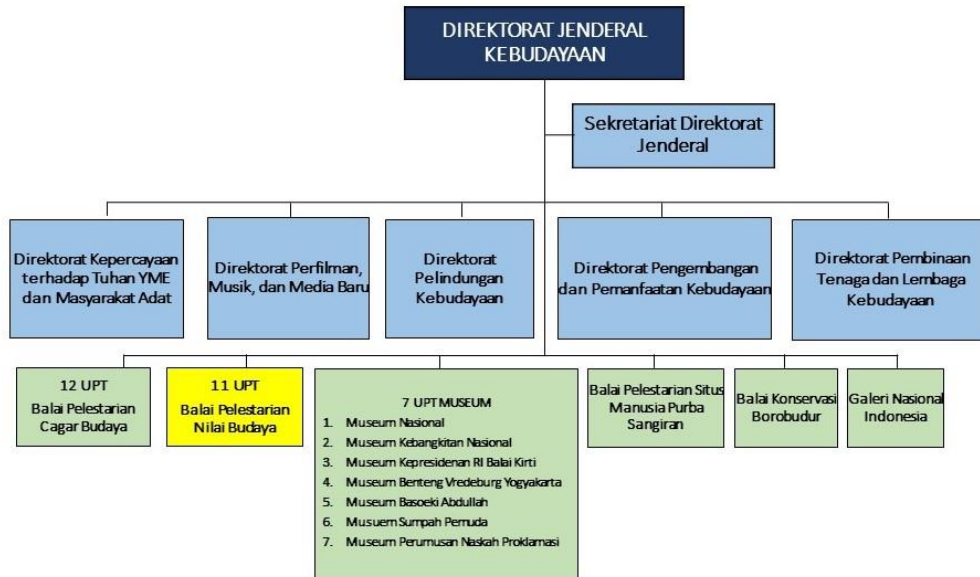 DIREKTORAT JENDERAL
KEBUDAYAAN
Sekretariat Direktorat
Jenderal
Direktorat Kepercayaan
terhadap Tuhan YME
dan Masyarakat Adat
Direktorat Perfilman,
Musik, dan Media Baru
Direktorat
Pelindungan
Kebudayaan
Direktorat Pengembangan
dan Pemanfaatan Kebudayaan
Direktorat Pembinaan
Tenaga dan Lembaga
Kebudayaan
12 UPT
Balai Pelestarian
Cagar Budaya
11 UPT
Balai Pelestarian
Nilai Budaya
7 UPT MUSEUM
1. Museum Nasional
2. Museum Kebangkitan Nasional
3. Museum Kepresidenan RI Balai Kirti
4. Museum Benteng Vredeburg Yogyakarta
5. Museum Basoeki Abdullah
6. Musuem Sumpah Pemuda
7. Museum Perumusan Naskah Proklamasi
Balai Pelestarian Situs
Manusia Purba
Sangiran
Balai Konservasi
Borobudur
Galeri Nasional
Indonesia